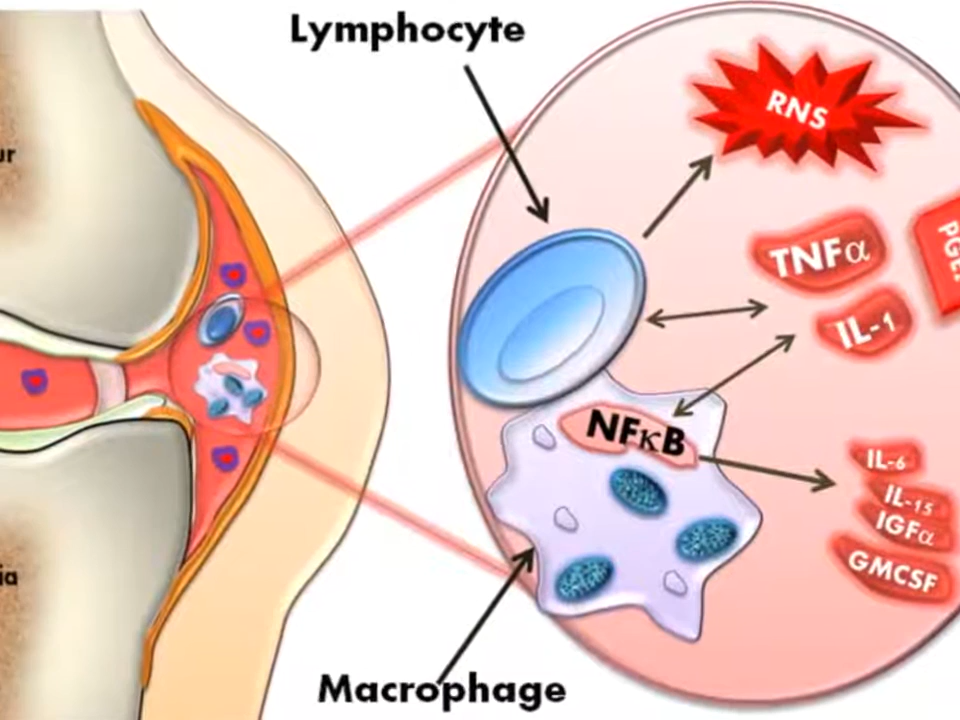 Lymphocyte
RNS
TNFα
IL-1
NFκB
IL-6
IL-15
IGFα
GMCSF
Macrophage